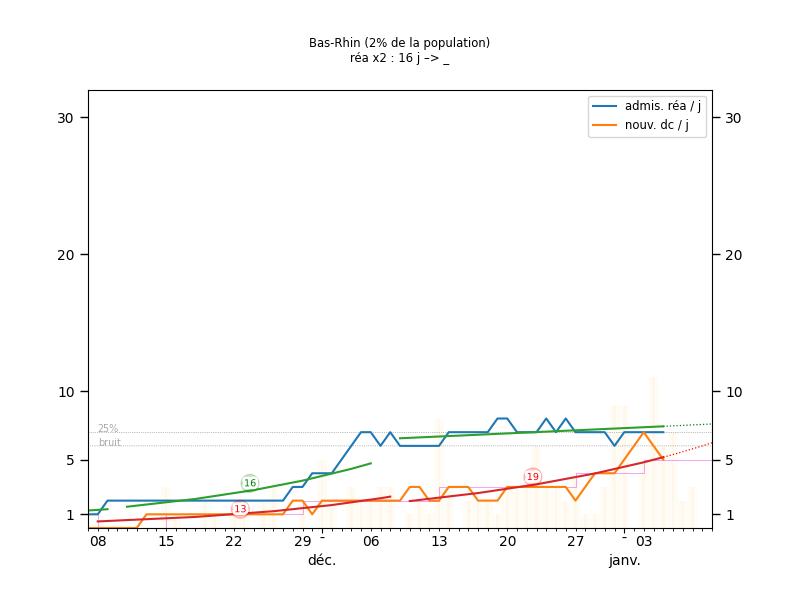 Bas-Rhin (2% de la population)
réa x2 : 16 j –> _
admis. réa / j
nouv. dc / j
30 30
20 20
10 10
25%
bruit
5 5
16
19
13
1 1
08 15 22 29 - 06 13 20 27 - 03
déc. janv.